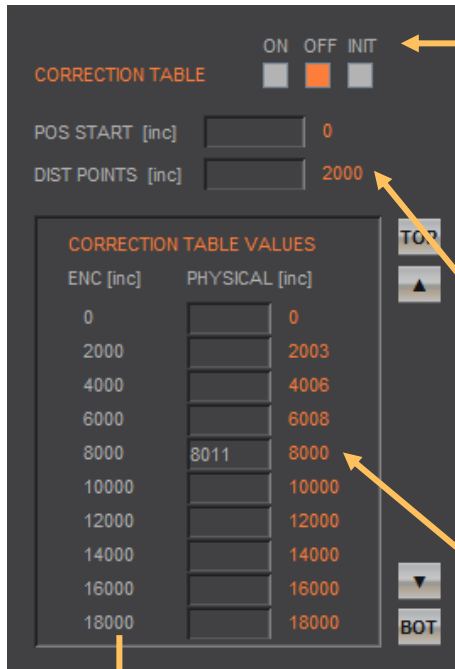 ON OFF INIT
CORRECTION TABLE
POS START [inc] 0
DIST POINTS [inc] 2000
TOP
CORRECTION TABLE VALUES
ENC [inc] PHYSICAL [inc]
▲
0 0
2000 2003
4000 4006
6000 6008
8000 8011 8000
10000 10000
12000 12000
14000 14000
16000 16000
▼
18000 18000
BOT